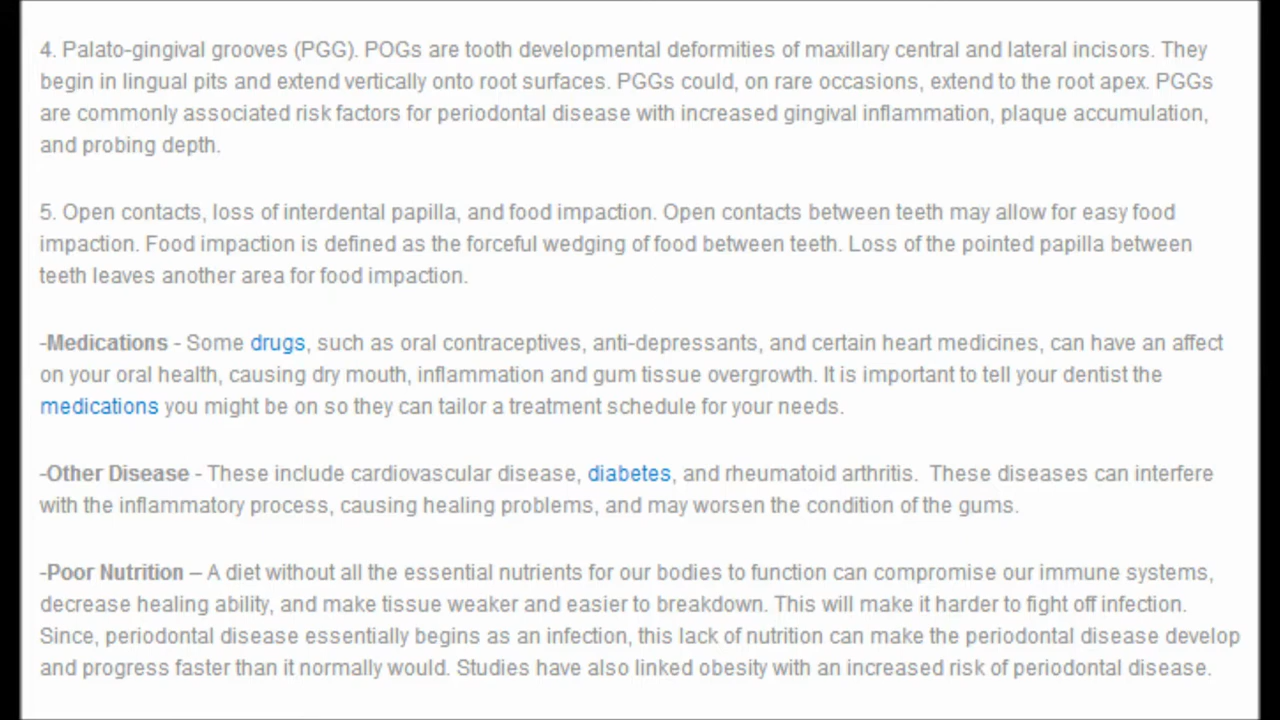 4. Palato-gingival grooves (PGG). POGs are tooth developmental deformities of maxillary central and lateral incisors. They
begin in lingual pits and extend vertically onto root surfaces. PGGs could, on rare occasions, extend to the root apex. PGGs
are commonly associated risk factors for periodontal disease with increased gingival inflammation, plaque accumulation,
and probing depth.
5. Open contacts, loss of interdental papilla, and food impaction. Open contacts between teeth may allow for easy food
impaction. Food impaction is defined as the forceful wedging of food between teeth. Loss of the pointed papilla between
teeth leaves another area for food impaction.
-Medications - Some drugs, such as oral contraceptives, anti-depressants, and certain heart medicines, can have an affect
on your oral health, causing dry mouth, inflammation and gum tissue overgrowth. It is important to tell your dentist the
medications you might be on so they can tailor a treatment schedule for your needs.
-Other Disease - These include cardiovascular disease, diabetes, and rheumatoid arthritis.  These diseases can interfere
with the inflammatory process, causing healing problems, and may worsen the condition of the gums.
-Poor Nutrition – A diet without all the essential nutrients for our bodies to function can compromise our immune systems,
decrease healing ability, and make tissue weaker and easier to breakdown. This will make it harder to fight off infection.
Since, periodontal disease essentially begins as an infection, this lack of nutrition can make the periodontal disease develop
and progress faster than it normally would. Studies have also linked obesity with an increased risk of periodontal disease.